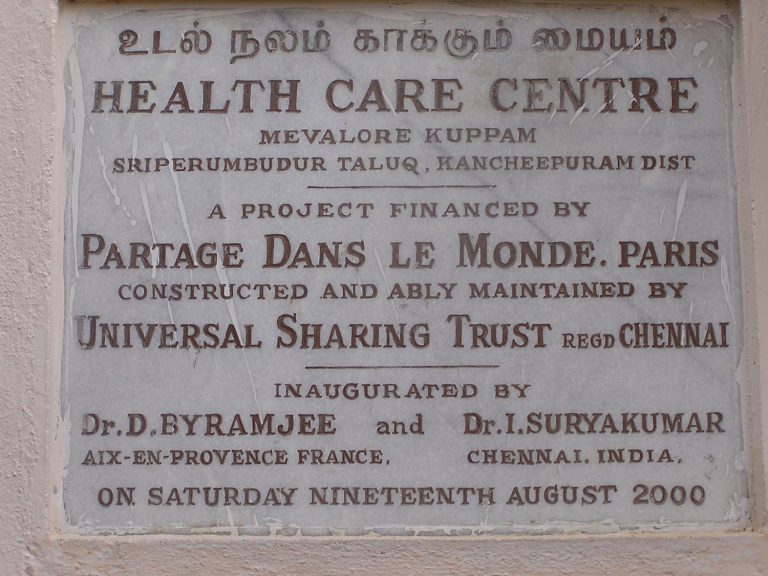 உடல் நலம் காக்கும் மையம்
HEALTH CARE CENTRE
MEVALORE KUPPAM
SRIPERUMBUDUR TALUQ, KANCHEEPURAM DIST
A PROJECT FINANCED BY
PARTAGE DANS LE MONDE. PARIS
CONSTRUCTED AND ABLY MAINTAINED BY
UNIVERSAL SHARING TRUST REGD CHENNAI
INAUGURATED BY
Dr. D. BYRAMJEE and Dr. I. SURYAKUMAR
AIX-EN-PROVENCE FRANCE. CHENNAI. INDIA.
ON SATURDAY NINETEENTH AUGUST 2000